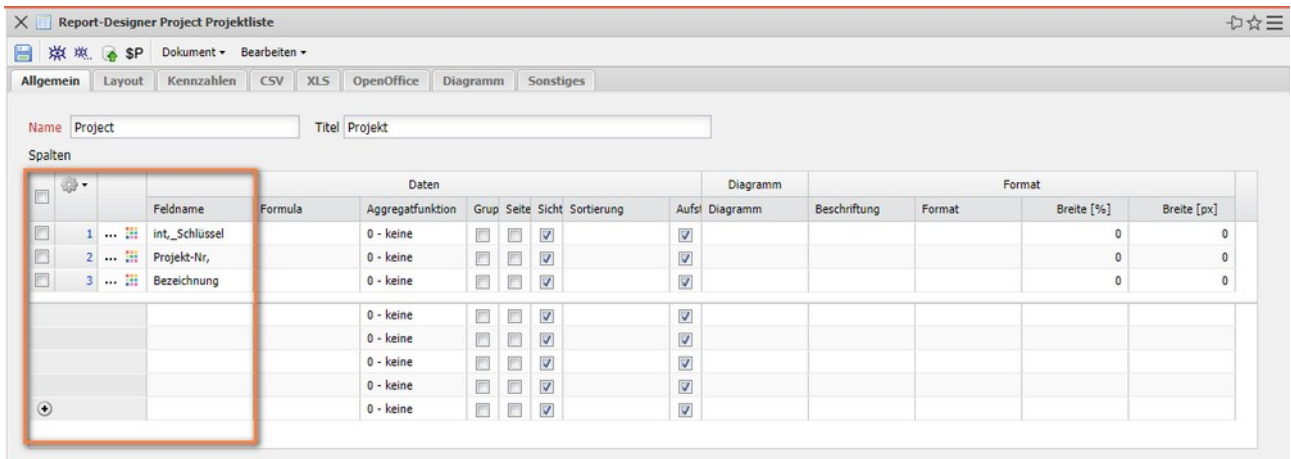 Report-Designer Project Projektliste
$P Dokument Bearbeiten
Allgemein Layout Kennzahlen CSV XLS OpenOffice Diagramm Sonstiges
Name Project Titel Projekt
Spalten
Daten Diagramm Format
Feldname Formula Aggregatfunktion Grup Seite Sicht Sortierung Aufst Diagramm Beschriftung Format Breite [%] Breite [px]
1 ... int,_Schlüssel 0 - keine 0 0
2 ... Projekt-Nr, 0 - keine 0 0
3 ... Bezeichnung 0 - keine 0 0
0 - keine
0 - keine
0 - keine
0 - keine
0 - keine